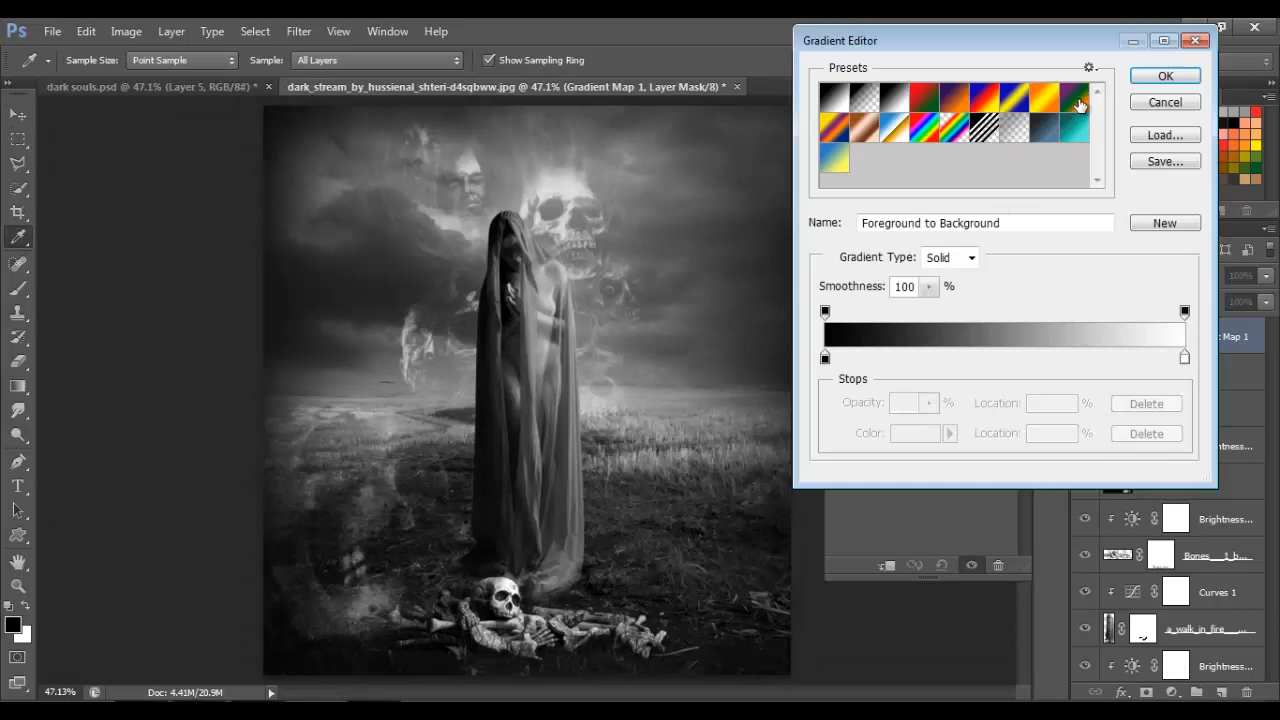 Ps File Edit Image Layer Type Select Filter View Window Help
Sample Size: Point Sample Sample: All Layers Show Sampling Ring
dark souls.psd @ 47.1% (Layer 5, RGB/8#) * × dark_stream_by_hussienal_shteri-d4sqbww.jpg @ 47.1% (Gradient Map 1, Layer Mask/8) * ×
Gradient Editor
Presets
OK
Cancel
Load...
Save...
Name: Foreground to Background
New
Gradient Type: Solid
Smoothness: 100 %
Stops
Opacity: % Location: % Delete
Color: Location: % Delete
100%
100%
Map 1
Brightness...
Bones___1_b...
Curves 1
a_walk_in_fire___...
Brightness...
47.13% Doc: 4.41M/20.9M